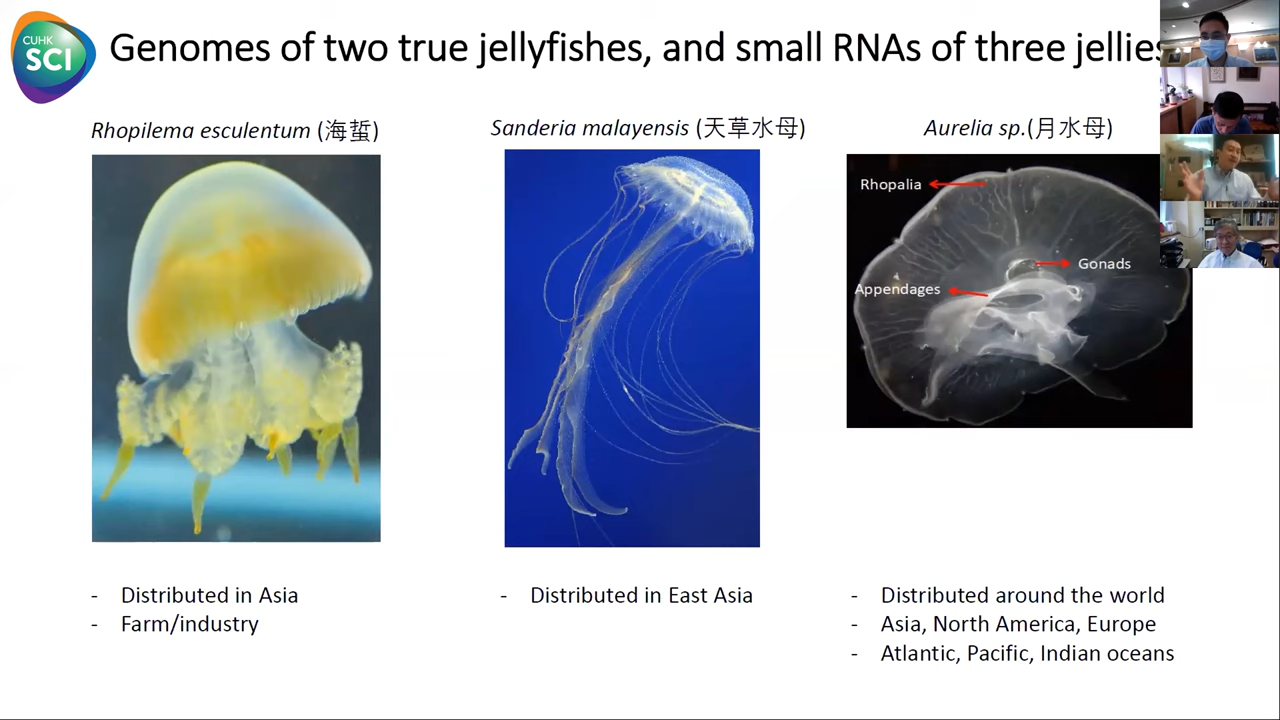 CUHK
SCI
Genomes of two true jellyfishes, and small RNAs of three jellies
Rhopilema esculentum (海蜇)
Sanderia malayensis (天草水母)
Aurelia sp.(月水母)
Rhopalia
Gonads
Appendages
- Distributed in Asia
- Farm/industry
- Distributed in East Asia
- Distributed around the world
- Asia, North America, Europe
- Atlantic, Pacific, Indian oceans